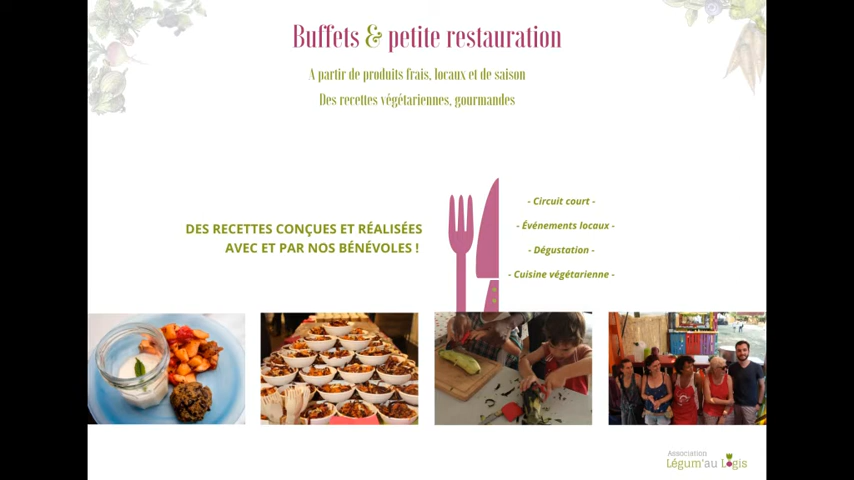 Buffets & petite restauration
A partir de produits frais, locaux et de saison
Des recettes végétariennes, gourmandes
DES RECETTES CONÇUES ET RÉALISÉES
AVEC ET PAR NOS BÉNÉVOLES !
- Circuit court -
- Événements locaux -
- Dégustation -
- Cuisine végétarienne -
Association
Légum'au Logis